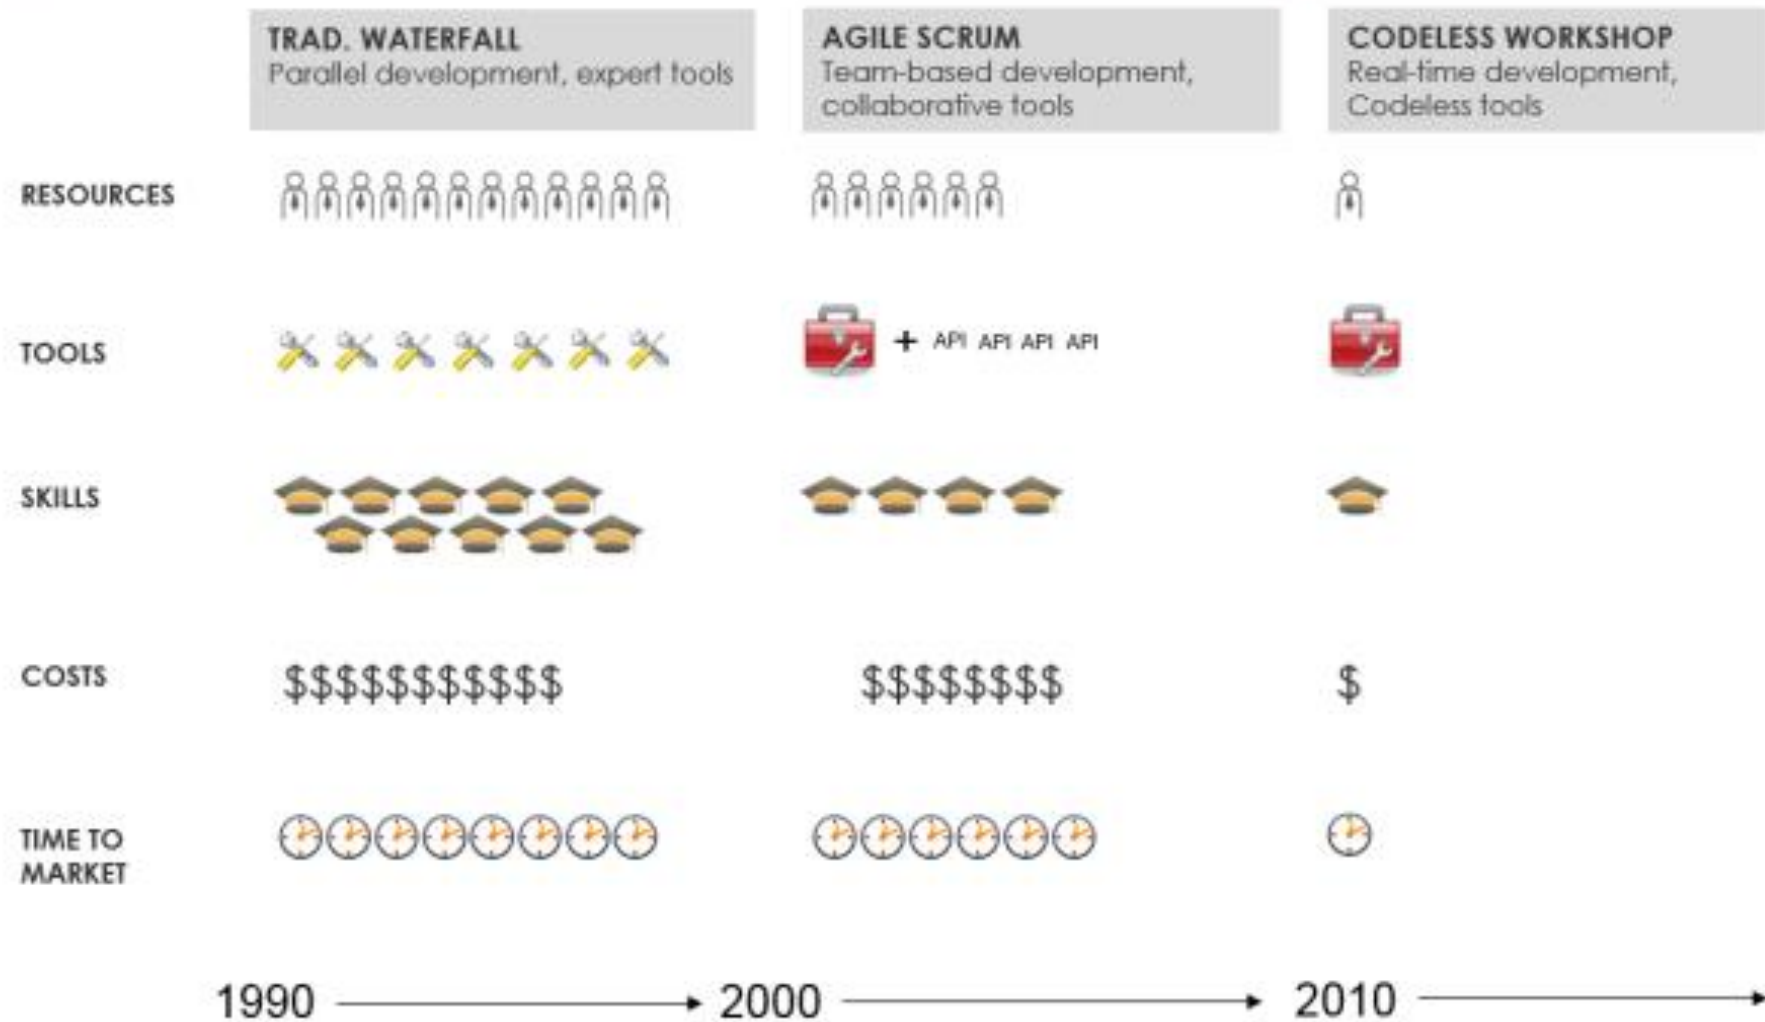 TRAD. WATERFALL
Parallel development, expert tools
AGILE SCRUM
Team-based development,
collaborative tools
CODELESS WORKSHOP
Real-time development,
Codeless tools
RESOURCES
TOOLS
+ API API API API
SKILLS
COSTS
$$$$$$$$$$$
$$$$$$$$
$
TIME TO
MARKET
1990
2000
2010